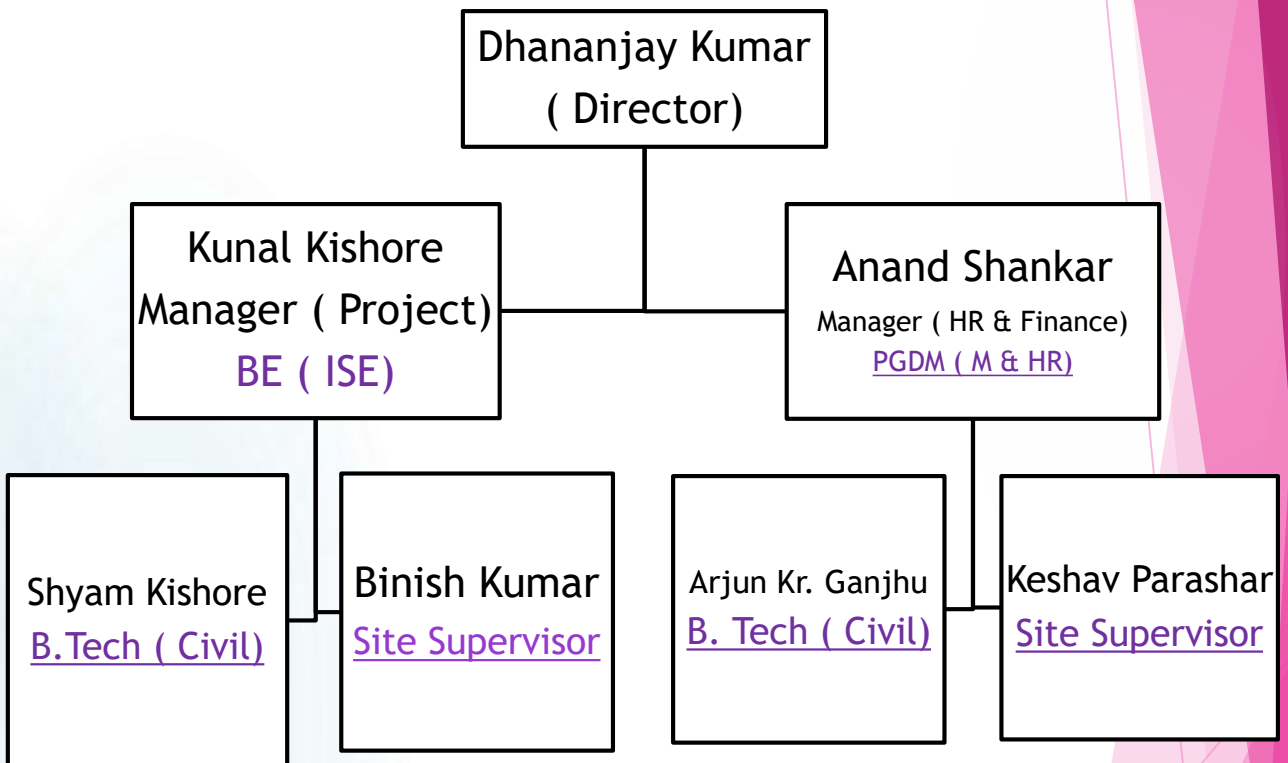 Dhananjay Kumar
( Director)
Kunal Kishore
Manager ( Project)
BE ( ISE)
Anand Shankar
Manager ( HR & Finance)
PGDM ( M & HR)
Shyam Kishore
B.Tech ( Civil)
Binish Kumar
Site Supervisor
Arjun Kr. Ganjhu
B. Tech ( Civil)
Keshav Parashar
Site Supervisor